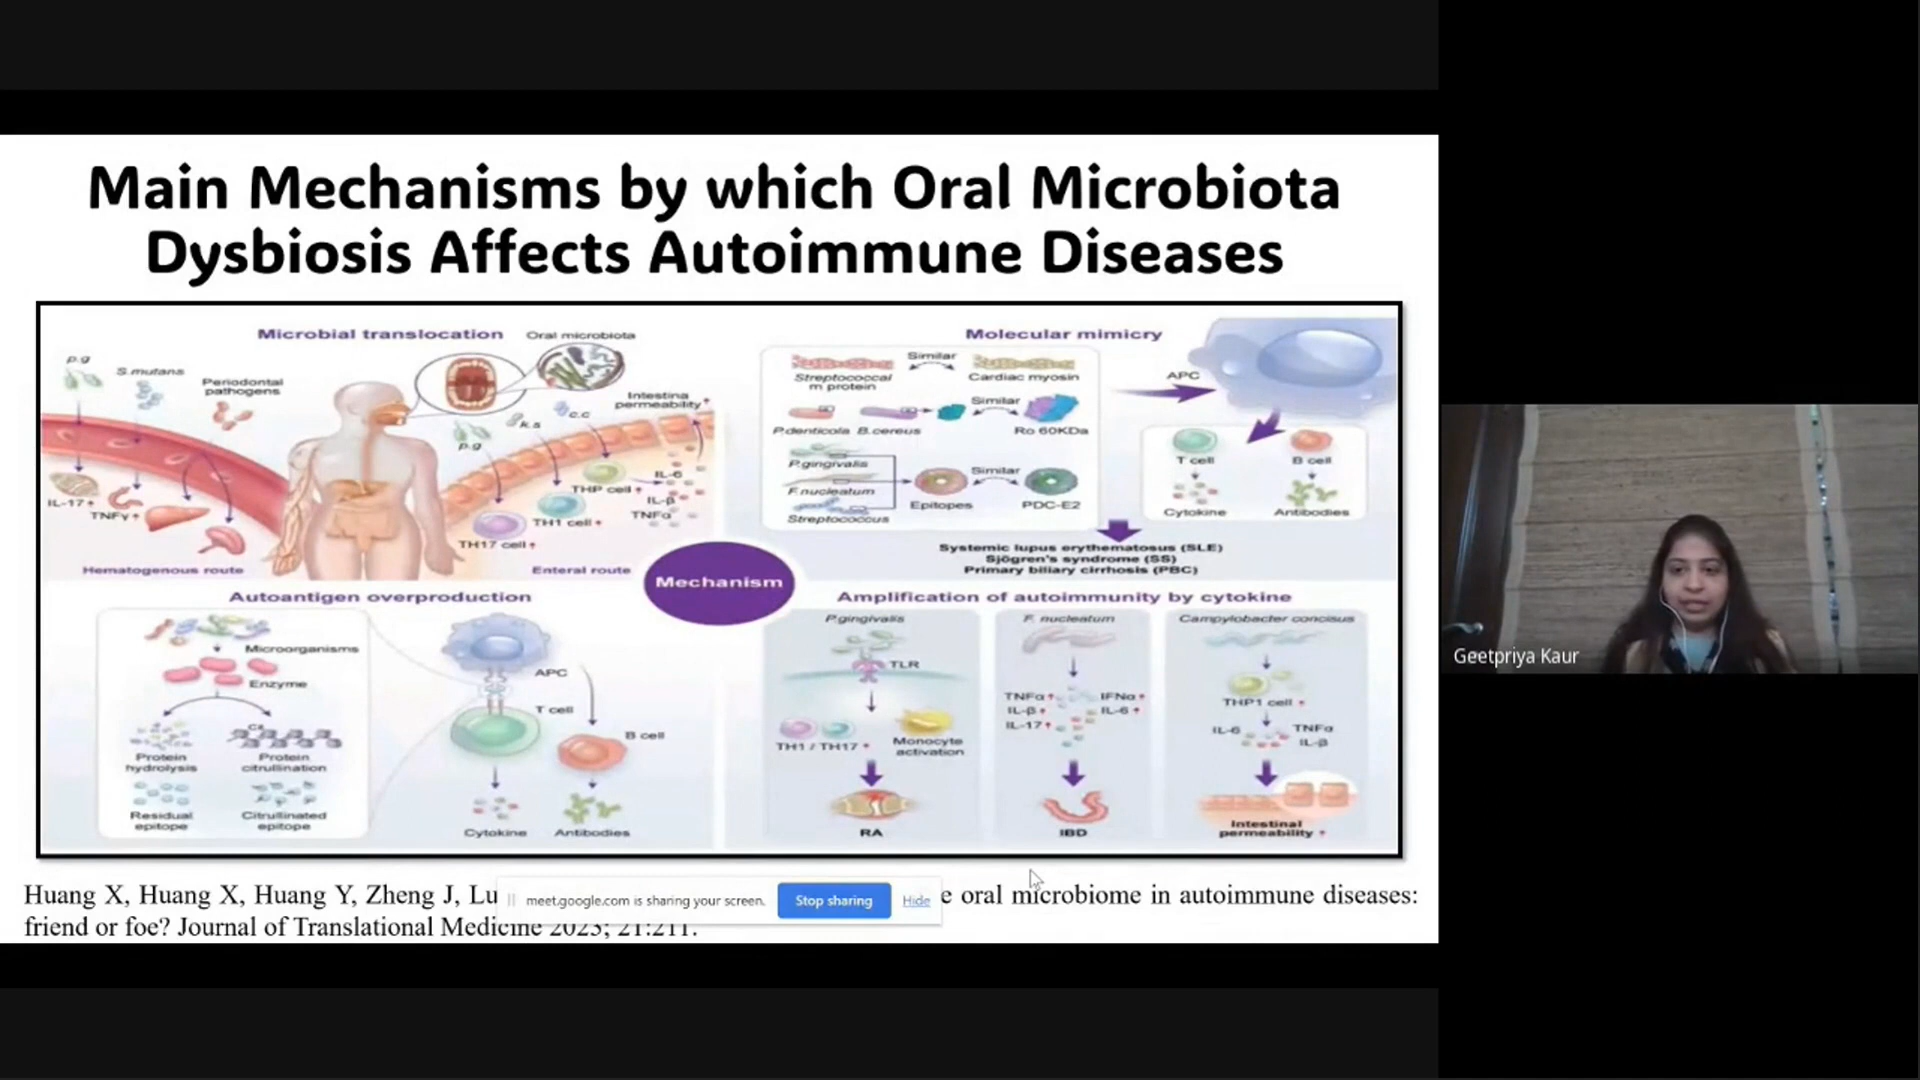 Main Mechanisms by which Oral Microbiota
Dysbiosis Affects Autoimmune Diseases
Microbial translocation
Oral microbiota
p.g
S.mutans
Periodontal
pathogens
Intestina
permeability
c.c
k.s
p.g
IL-17
TNFγ
IL-6
THP cell
IL-β
TNFα
TH1 cell
TH17 cell
Hematogenous route
Enteral route
Molecular mimicry
Streptococcal
m protein
Similar
Cardiac myosin
APC
P.denticola
B.cereus
Similar
Ro 60KDa
P.gingivalis
F.nucleatum
Streptococcus
Epitopes
Similar
PDC-E2
T cell
B cell
Cytokine
Antibodies
Systemic lupus erythematosus (SLE)
Sjögren's syndrome (SS)
Primary biliary cirrhosis (PBC)
Mechanism
Autoantigen overproduction
Microorganisms
Enzyme
Ca
Protein
hydrolysis
Protein
citrullination
Residual
epitope
Citrullinated
epitope
APC
T cell
B cell
Cytokine
Antibodies
Amplification of autoimmunity by cytokine
P.gingivalis
TLR
TH1 / TH17
Monocyte
activation
RA
F. nucleatum
TNFα
IFNα
IL-β
IL-6
IL-17
IBD
Campylobacter concisus
THP1 cell
IL-6
TNFα
IL-β
Intestinal
permeability
Huang X, Huang X, Huang Y, Zheng J, Lu e oral microbiome in autoimmune diseases:
friend or foe? Journal of Translational Medicine 2023; 21:211.
meet.google.com is sharing your screen.
Stop sharing
Hide
Geetpriya Kaur